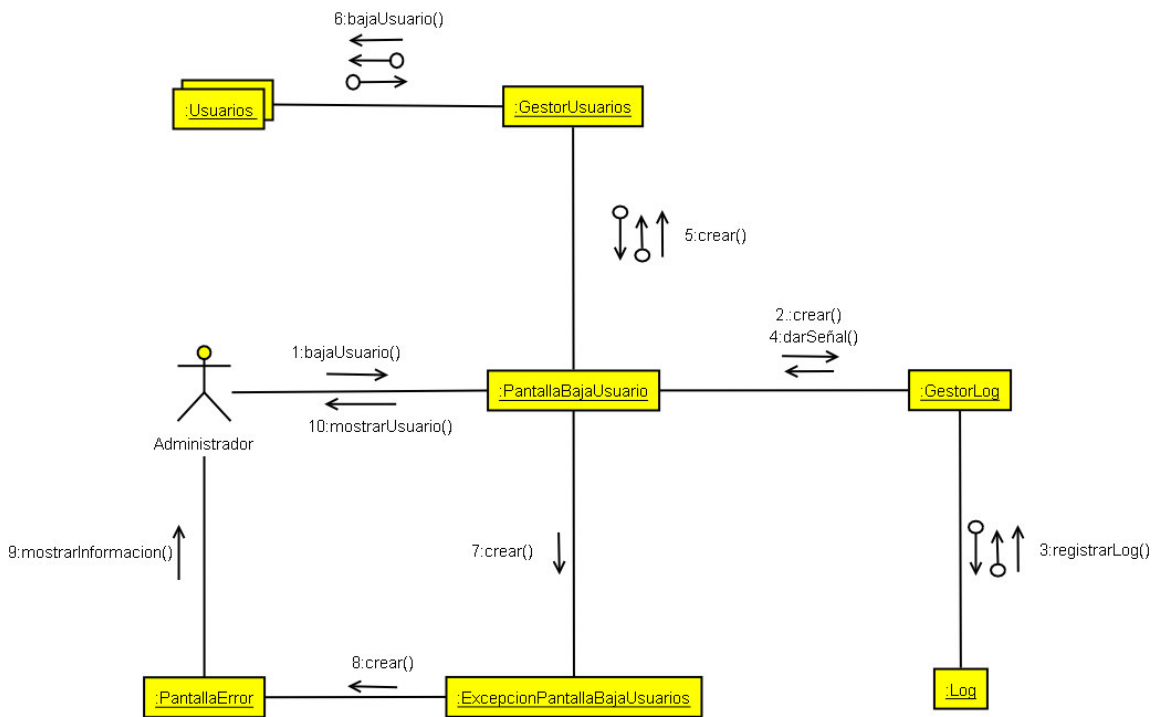 6:bajaUsuario()
:Usuarios
:GestorUsuarios
5:crear()
2.:crear()
4:darSeñal()
1:bajaUsuario()
:PantallaBajaUsuario
:GestorLog
10:mostrarUsuario()
Administrador
9:mostrarInformacion()
7:crear()
3:registrarLog()
8:crear()
:PantallaError
:ExcepcionPantallaBajaUsuarios
:Log